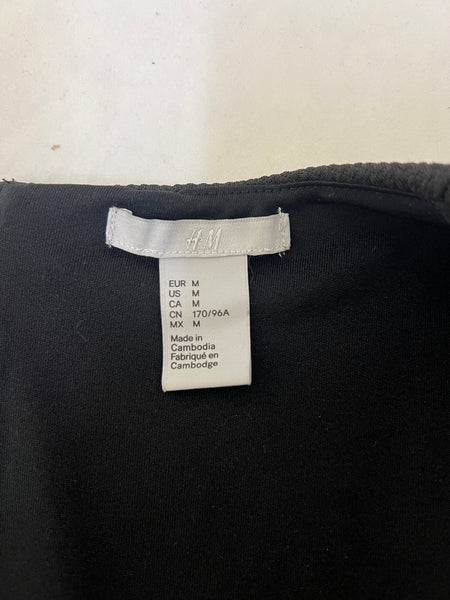 H&M
EUR M
US M
CA M
CN 170/96A
MX M
Made in
Cambodia
Fabriqué en
Cambodge